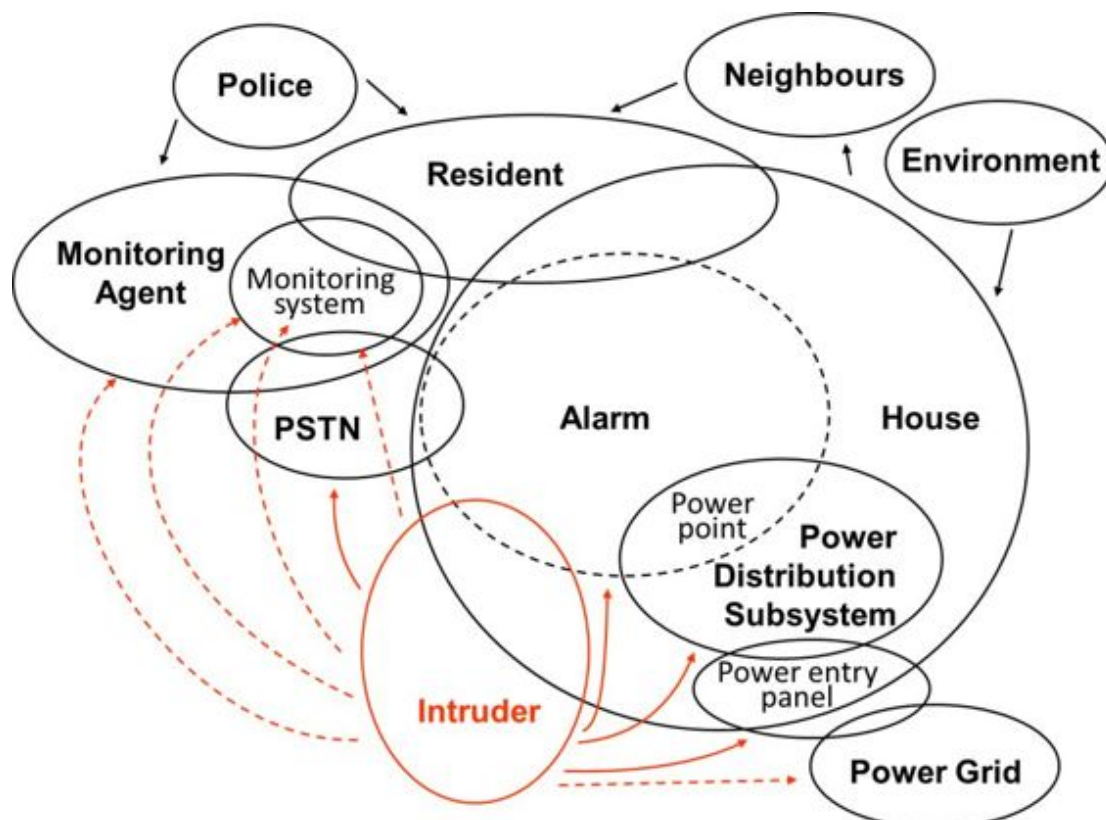 Police
Neighbours
Environment
Resident
Monitoring
Agent
Monitoring
system
PSTN
Alarm
House
Power
point
Power
Distribution
Subsystem
Power entry
panel
Intruder
Power Grid